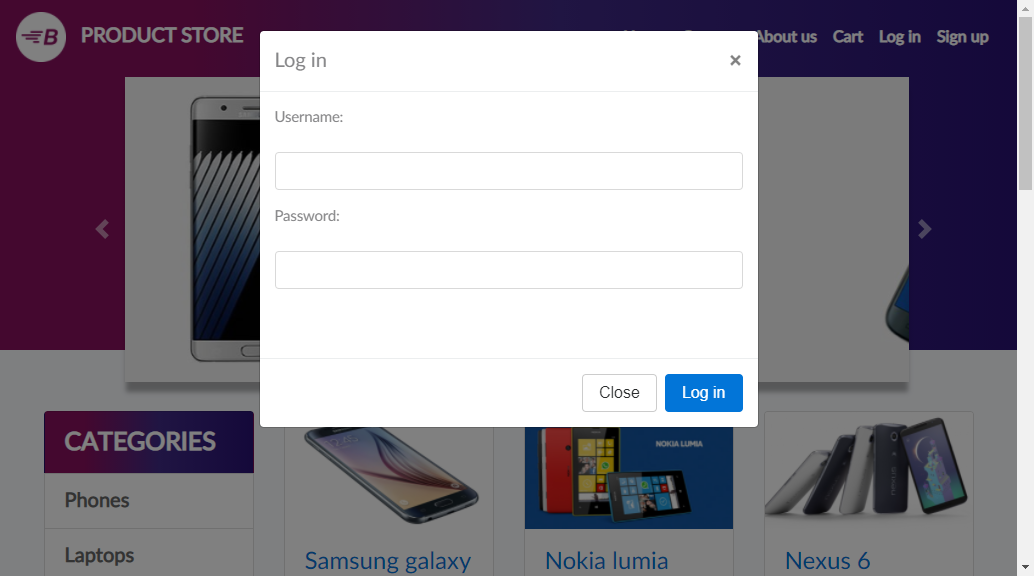 PRODUCT STORE
About us Cart Log in Sign up
Log in ×
Username:
Password:
Close Log in
CATEGORIES
Phones
Laptops
NOKIA LUMIA
Samsung galaxy
Nokia lumia
Nexus 6